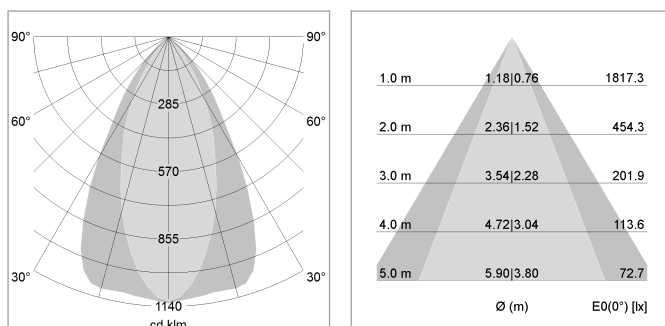 90° 90°
285
60° 60°
570
855
30° 30°
1140
cd klm
1.0 m 1.18|0.76 1817.3
2.0 m 2.36|1.52 454.3
3.0 m 3.54|2.28 201.9
4.0 m 4.72|3.04 113.6
5.0 m 5.90|3.80 72.7
Ø (m) E0(0°) [lx]